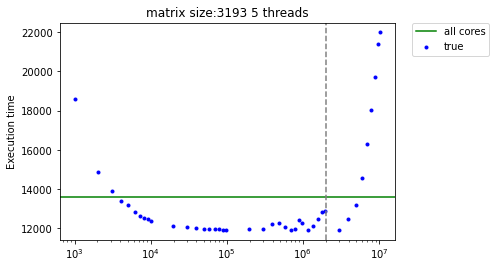 matrix size:3193 5 threads
all cores
true
Execution time
22000
20000
18000
16000
14000
12000
10³ 10⁴ 10⁵ 10⁶ 10⁷